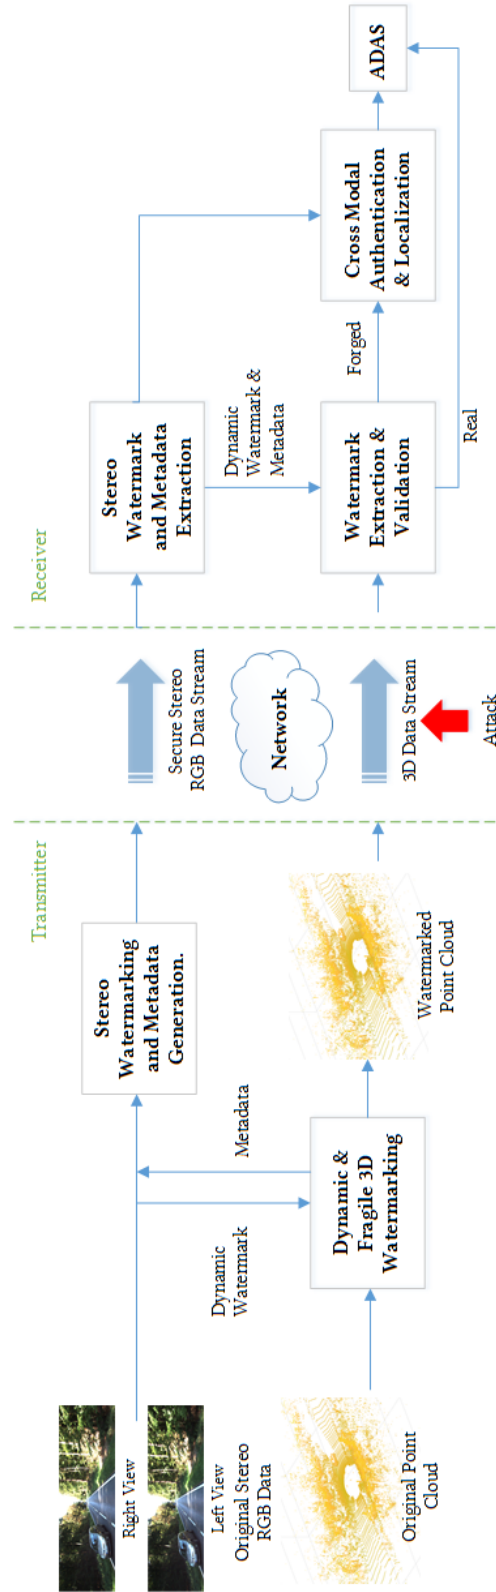 Transmitter
Receiver
Right View
Left View
Original Stereo
RGB Data
Original Point
Cloud
Dynamic
Watermark
Metadata
Dynamic &
Fragile 3D
Watermarking
Stereo
Watermarking
and Metadata
Generation.
Watermarked
Point Cloud
Secure Stereo
RGB Data Stream
Network
3D Data Stream
Attack
Stereo
Watermark
and Metadata
Extraction
Dynamic
Watermark &
Metadata
Watermark
Extraction &
Validation
Forged
Real
Cross Modal
Authentication
& Localization
ADAS